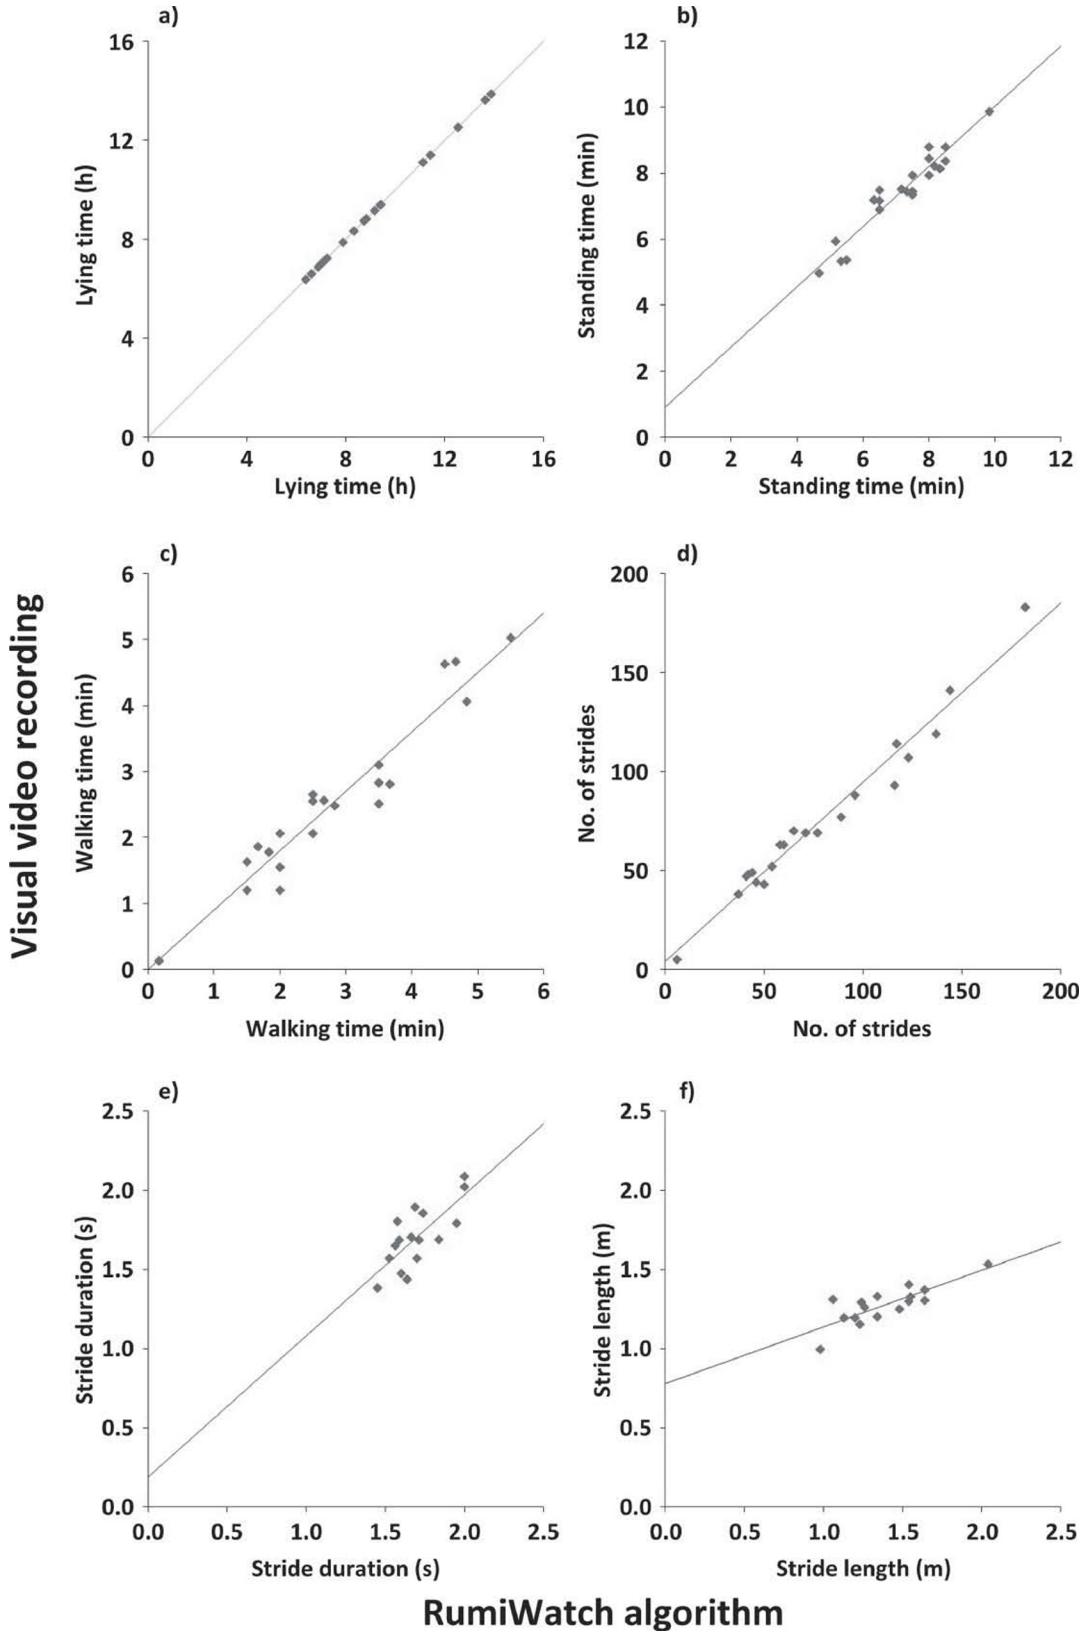 a)
16
12
8
4
0
0 4 8 12 16
Lying time (h)
Lying time (h)
b)
12
10
8
6
4
2
0
0 2 4 6 8 10 12
Standing time (min)
Standing time (min)
c)
6
5
4
3
2
1
0
0 1 2 3 4 5 6
Walking time (min)
Walking time (min)
d)
200
150
100
50
0
0 50 100 150 200
No. of strides
No. of strides
e)
2.5
2.0
1.5
1.0
0.5
0.0
0.0 0.5 1.0 1.5 2.0 2.5
Stride duration (s)
Stride duration (s)
f)
2.5
2.0
1.5
1.0
0.5
0.0
0.0 0.5 1.0 1.5 2.0 2.5
Stride length (m)
Stride length (m)
Visual video recording
RumiWatch algorithm